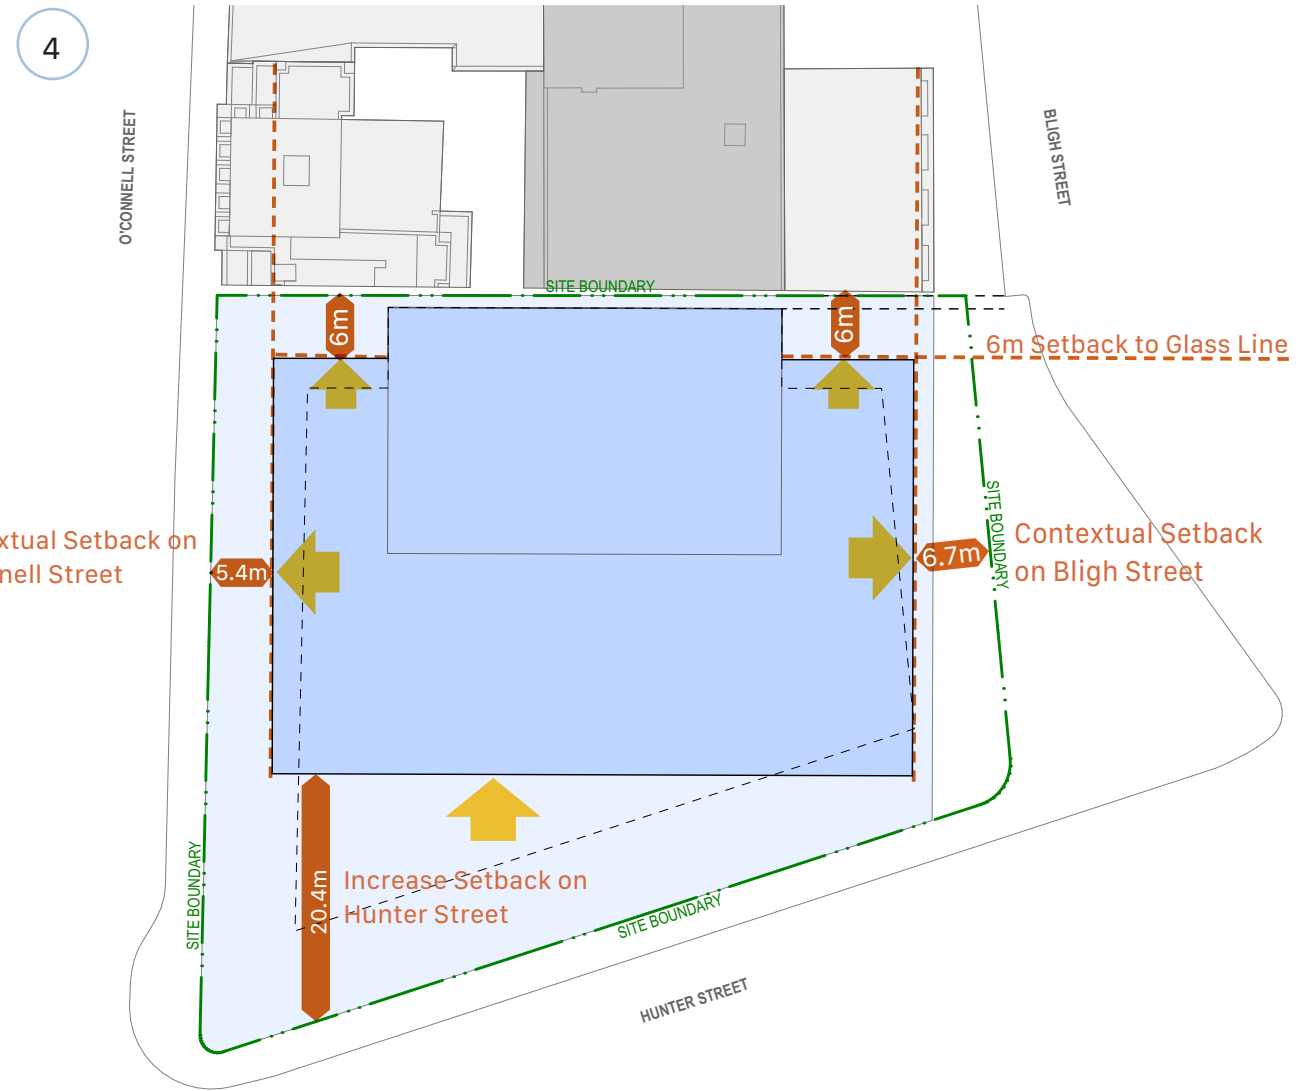 4
O'CONNELL STREET
BLIGH STREET
SITE BOUNDARY
6m
6m
6m Setback to Glass Line
SITE BOUNDARY
xtual Setback on
nell Street
5.4m
6.7m
Contextual Setback
on Bligh Street
SITE BOUNDARY
20.4m
Increase Setback on
Hunter Street
SITE BOUNDARY
HUNTER STREET